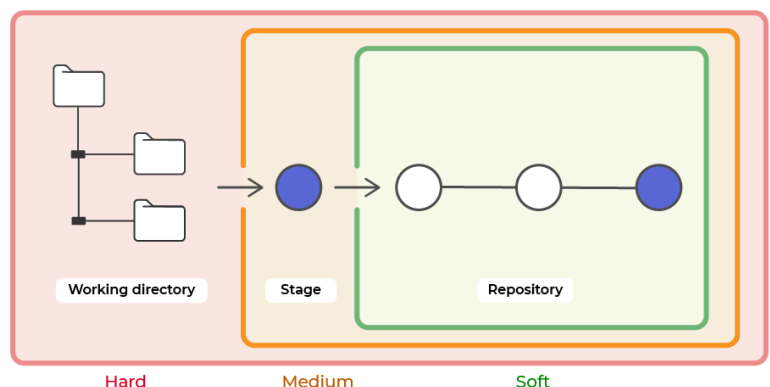 Working directory
Stage
Repository
Hard
Medium
Soft